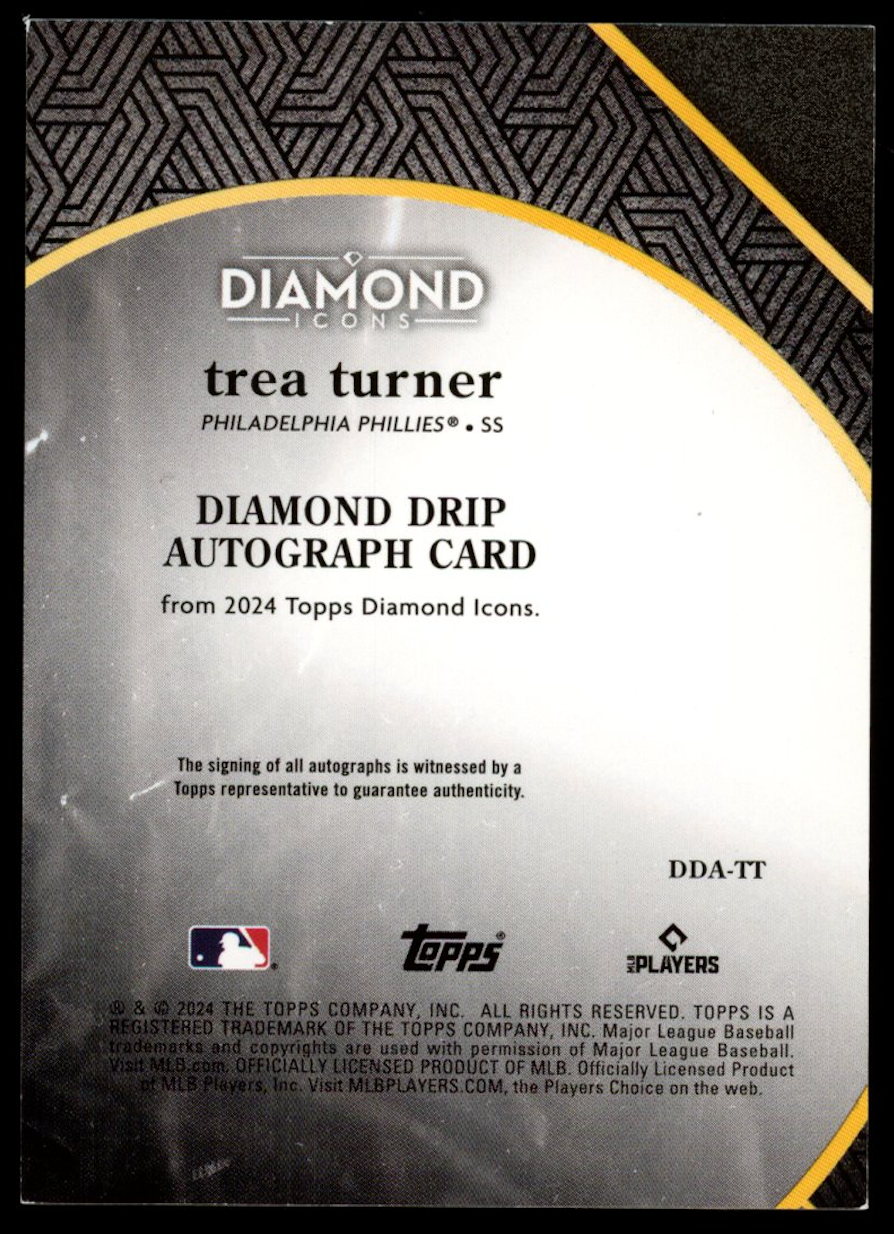 DIAMOND
ICONS
trea turner
PHILADELPHIA PHILLIES® • SS
DIAMOND DRIP
AUTOGRAPH CARD
from 2024 Topps Diamond Icons.
The signing of all autographs is witnessed by a
Topps representative to guarantee authenticity.
DDA-TT
Topps®
MLB PLAYERS
® & © 2024 THE TOPPS COMPANY, INC. ALL RIGHTS RESERVED. TOPPS IS A
REGISTERED TRADEMARK OF THE TOPPS COMPANY, INC. Major League Baseball
trademarks and copyrights are used with permission of Major League Baseball.
Visit MLB.com. OFFICIALLY LICENSED PRODUCT OF MLB. Officially Licensed Product
of MLB Players, Inc. Visit MLBPLAYERS.COM, the Players Choice on the web.